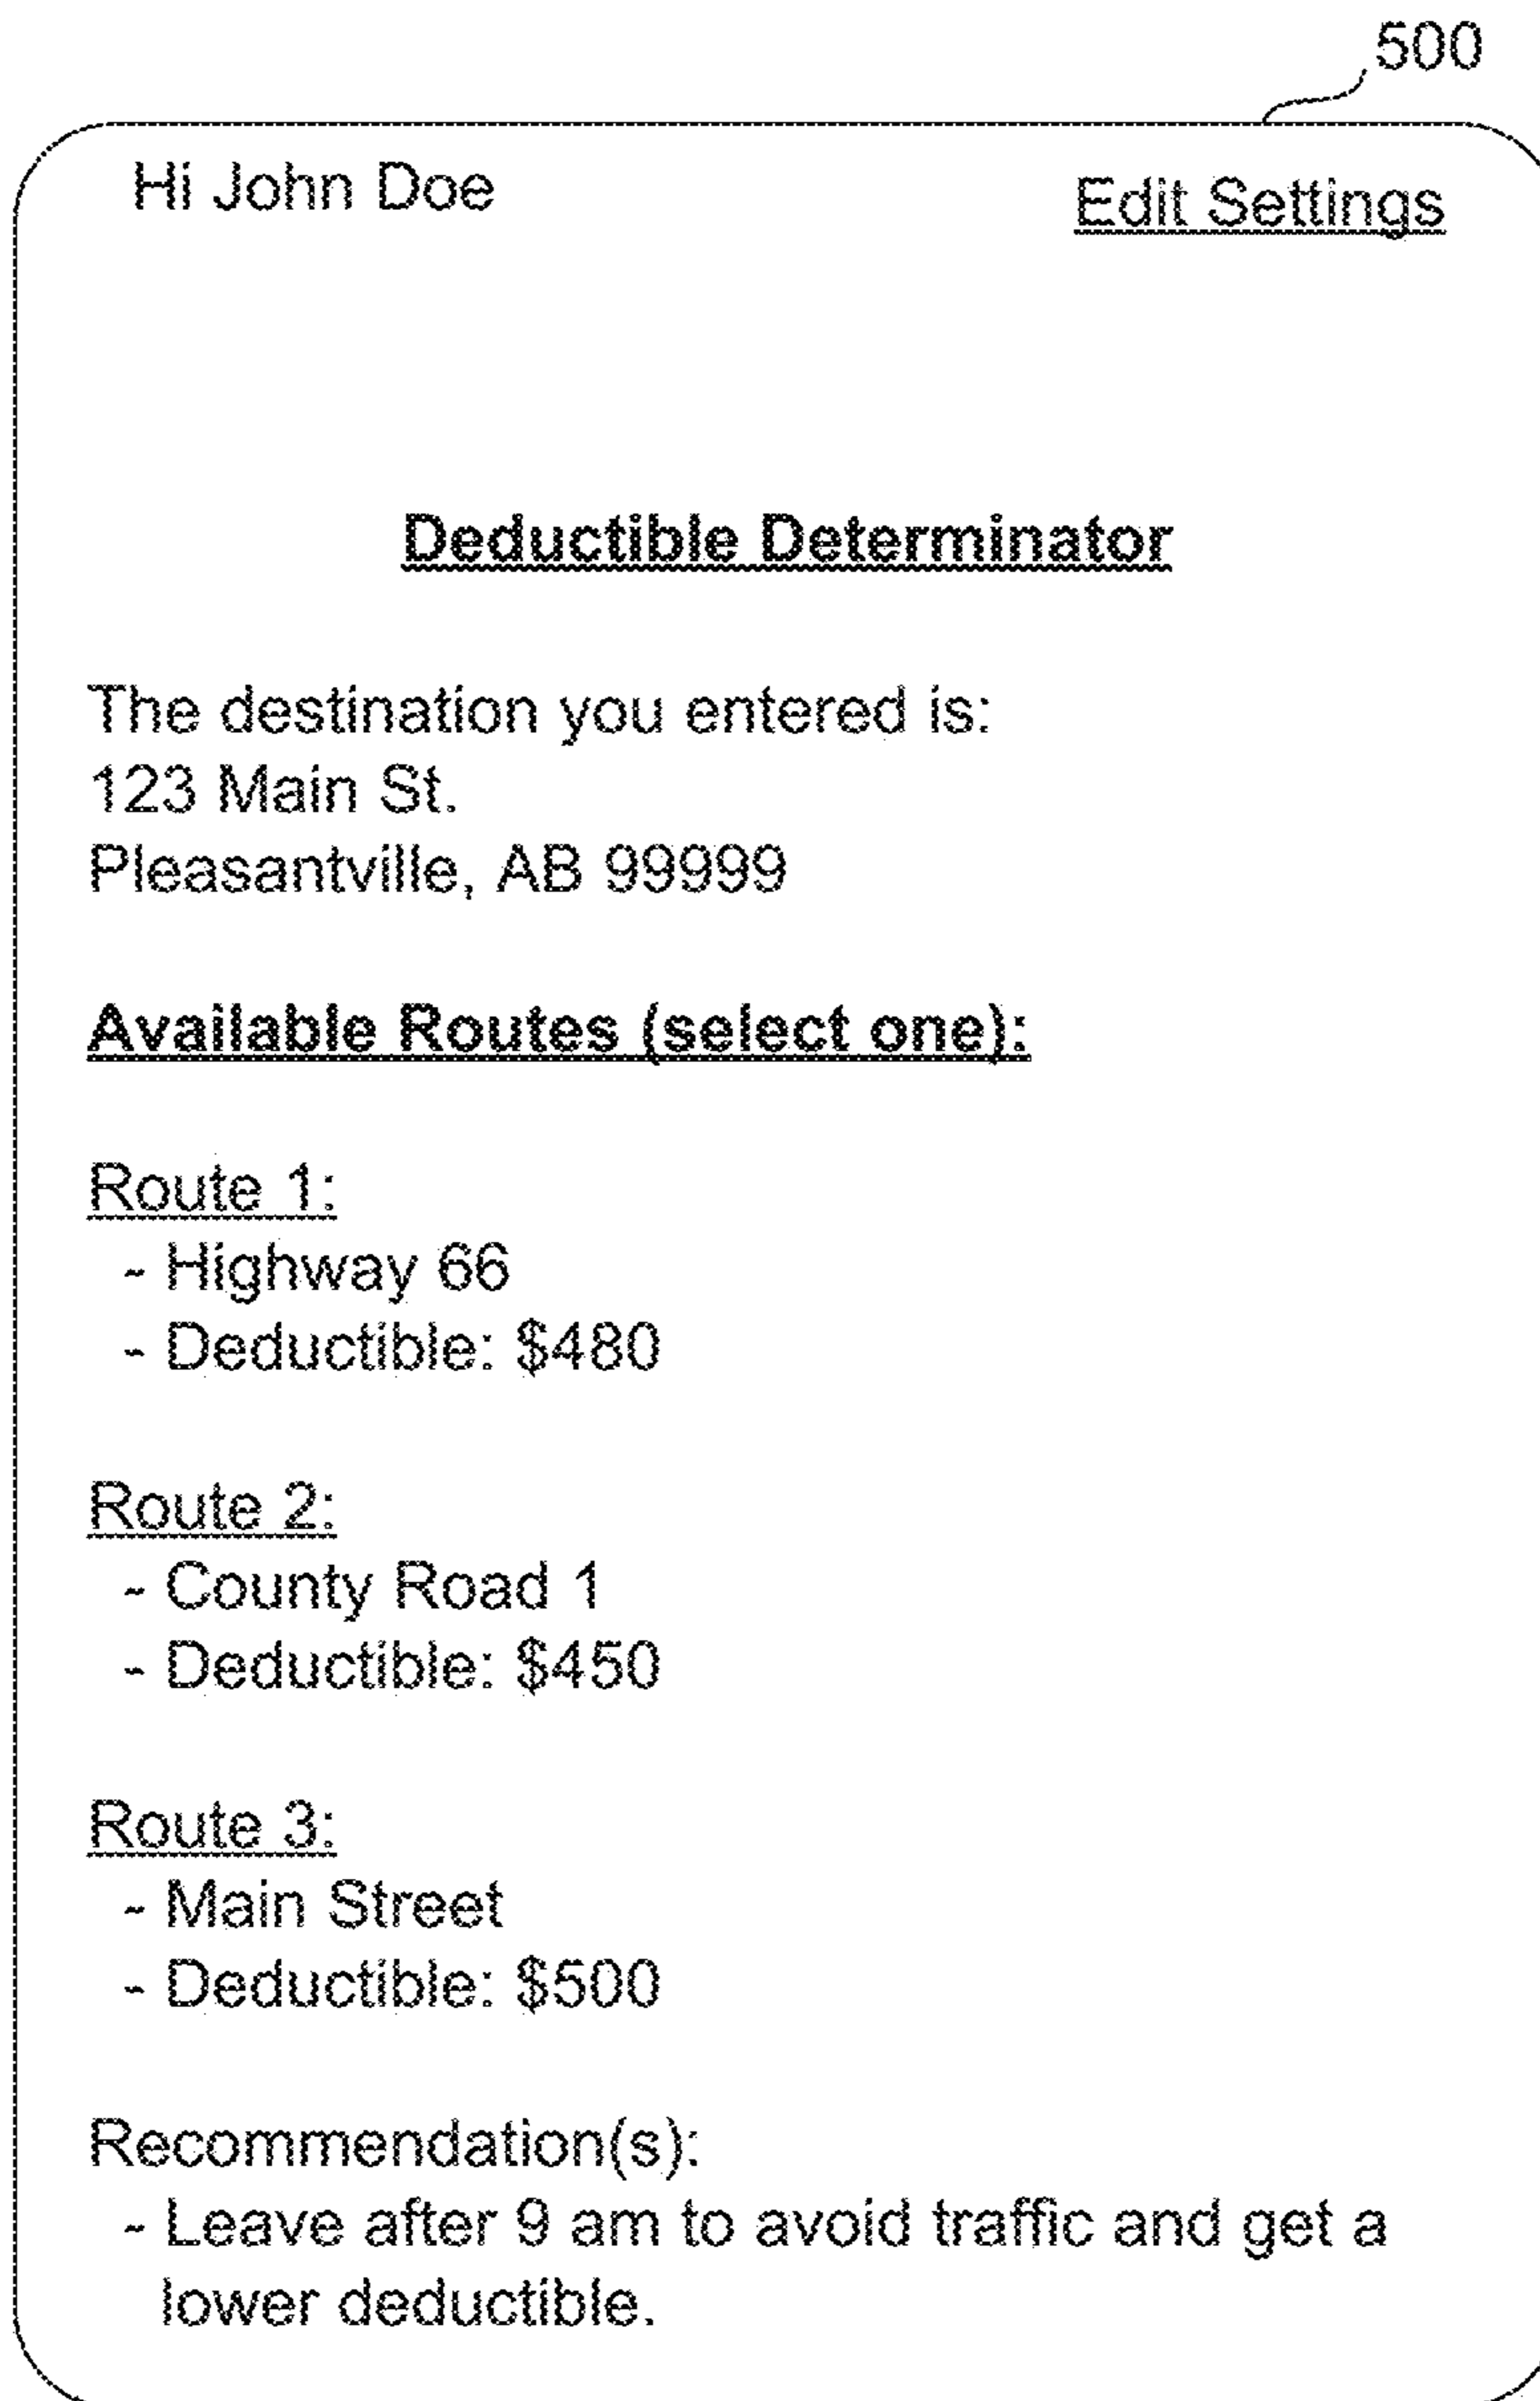 500
Hi John Doe
Edit Settings
Deductible Determinator
The destination you entered is:
123 Main St.
Pleasantville, AB 99999
Available Routes (select one):
Route 1:
- Highway 66
- Deductible: $480
Route 2:
- County Road 1
- Deductible: $450
Route 3:
- Main Street
- Deductible: $500
Recommendation(s):
- Leave after 9 am to avoid traffic and get a
lower deductible.